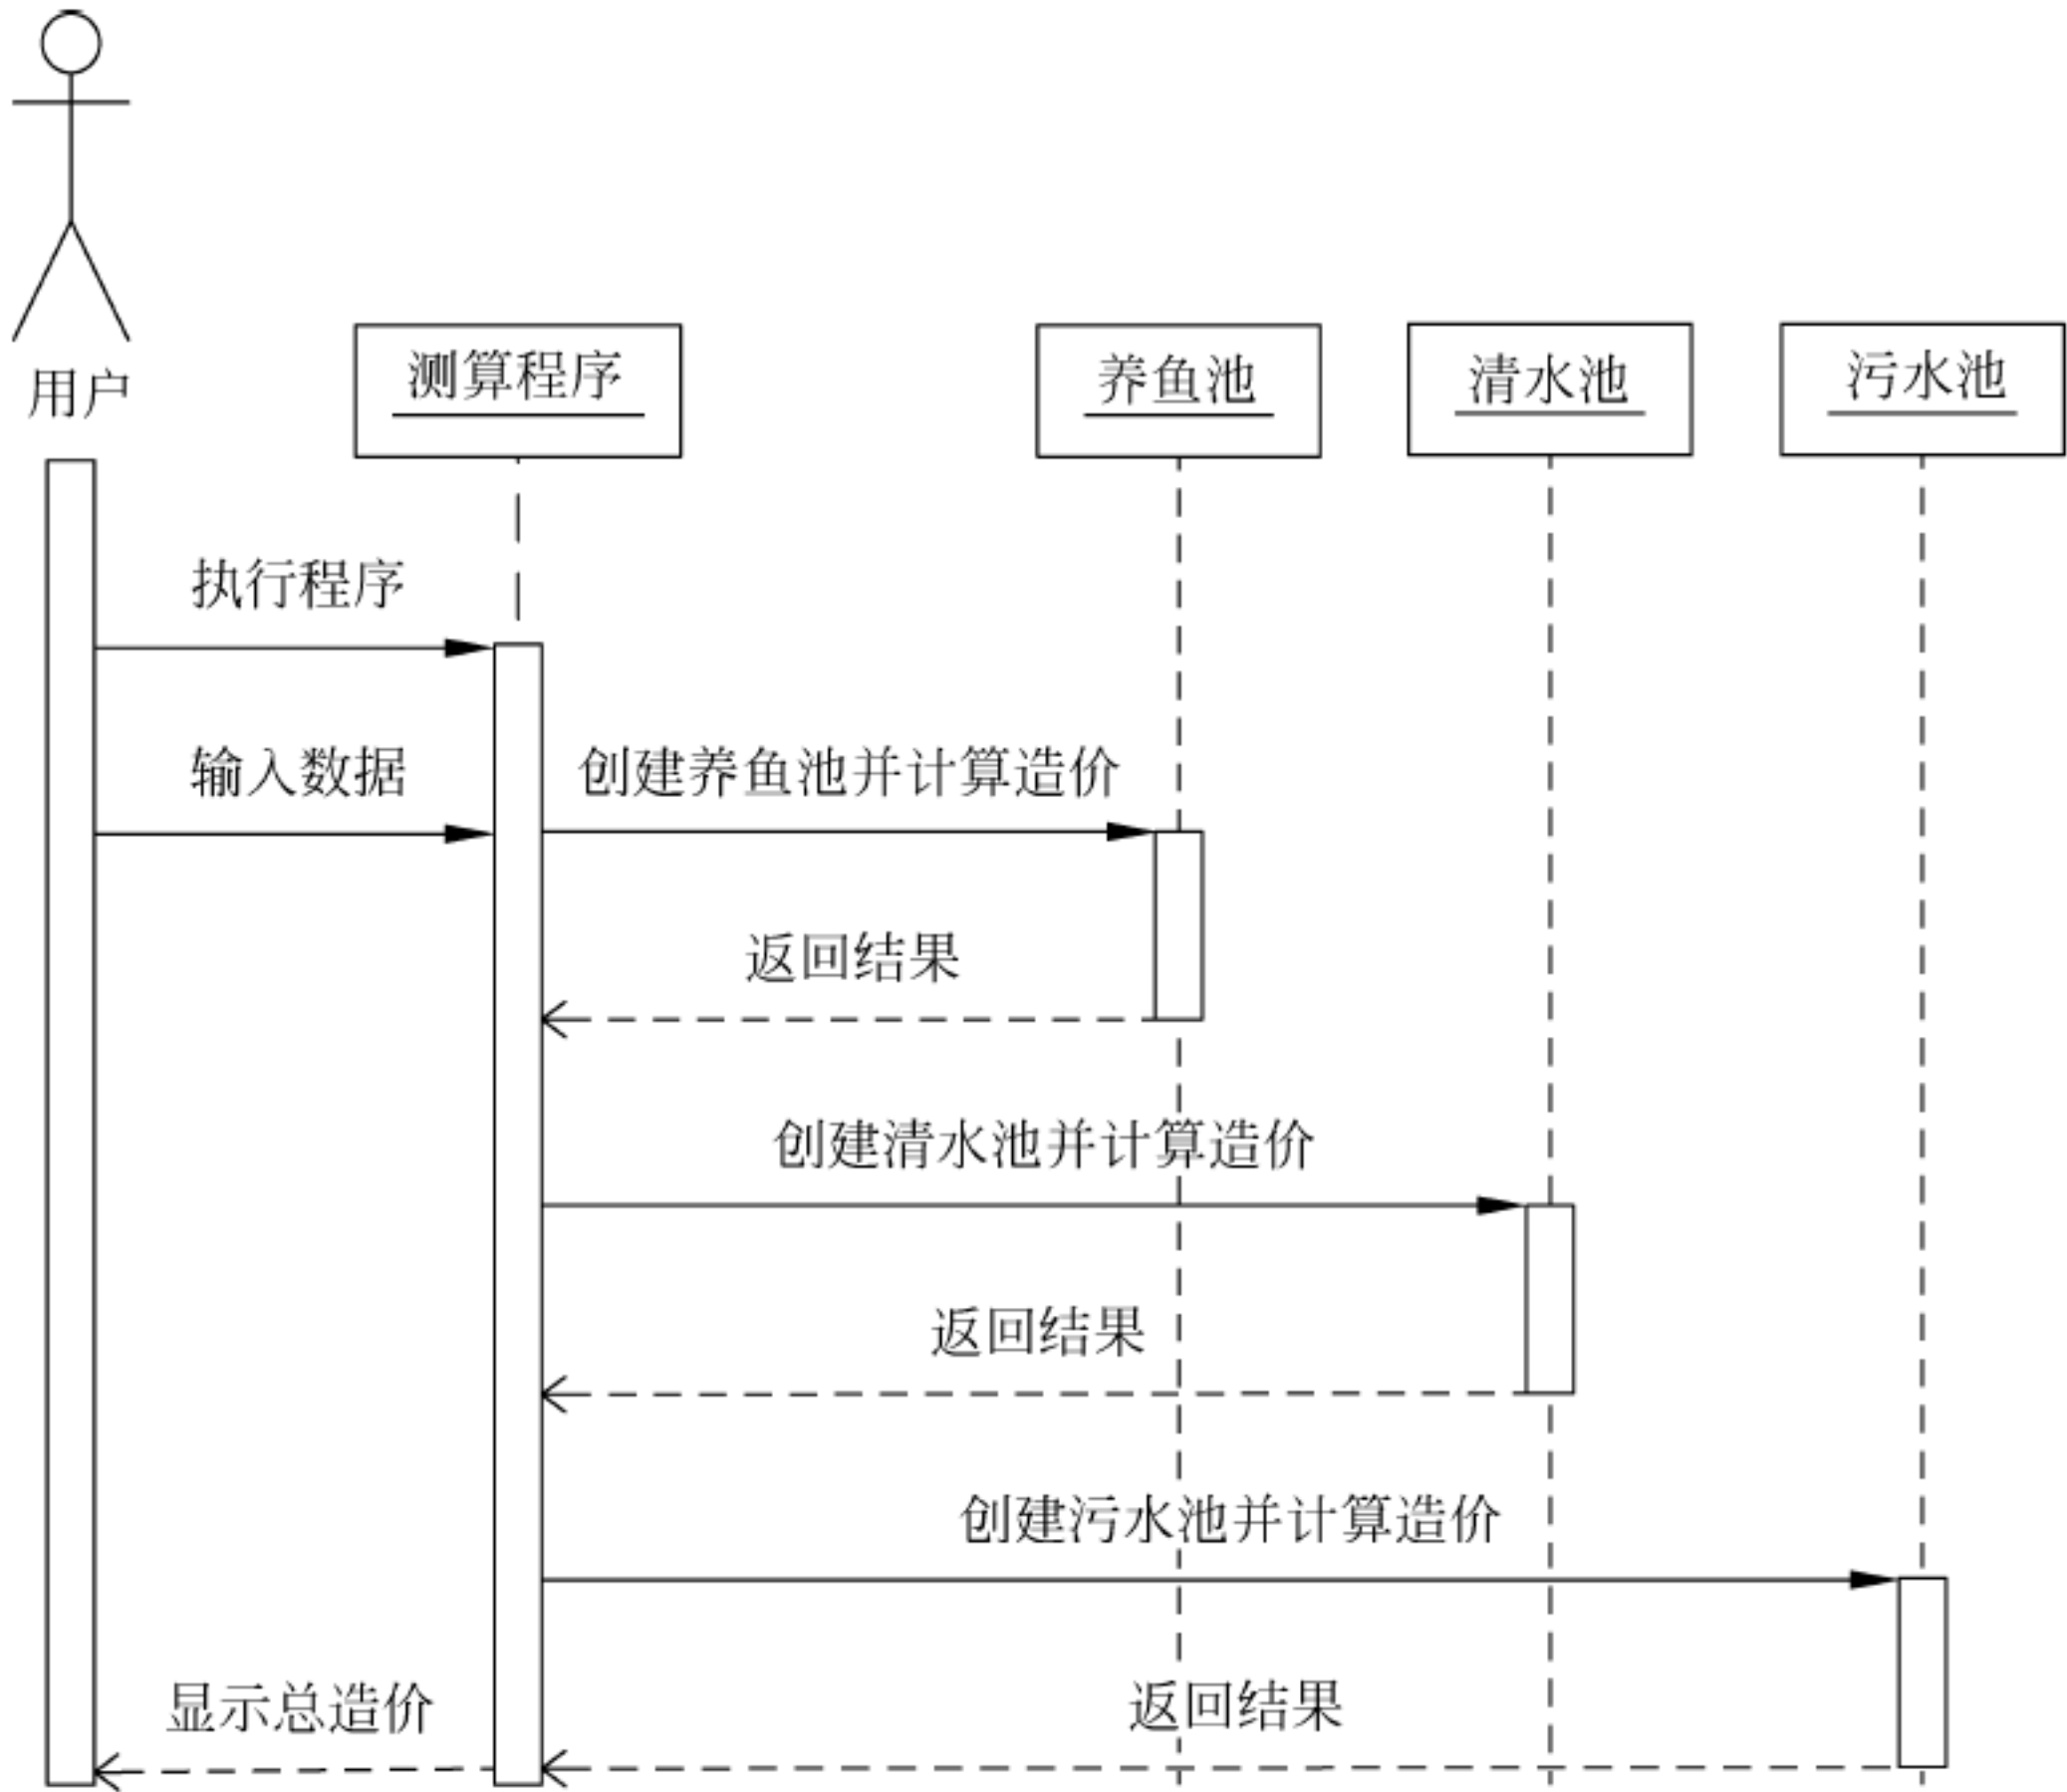 用户
测算程序
养鱼池
清水池
污水池
执行程序
输入数据
创建养鱼池并计算造价
返回结果
创建清水池并计算造价
返回结果
创建污水池并计算造价
显示总造价
返回结果